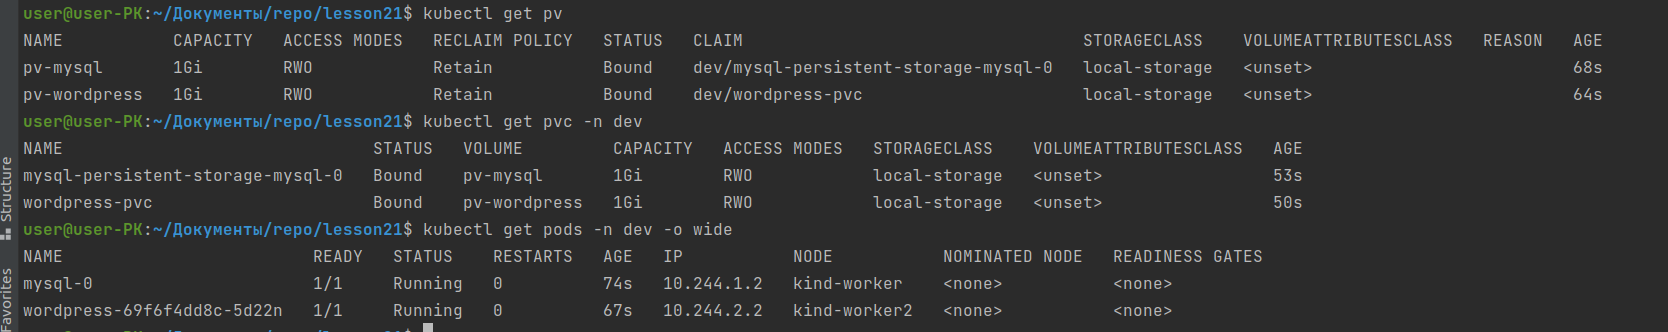 user@user-PK:~/Документы/repo/lesson21$ kubectl get pv
NAME CAPACITY ACCESS MODES RECLAIM POLICY STATUS CLAIM STORAGECLASS VOLUMEATTRIBUTESCLASS REASON AGE
pv-mysql 1Gi RWO Retain Bound dev/mysql-persistent-storage-mysql-0 local-storage <unset> 68s
pv-wordpress 1Gi RWO Retain Bound dev/wordpress-pvc local-storage <unset> 64s
user@user-PK:~/Документы/repo/lesson21$ kubectl get pvc -n dev
NAME STATUS VOLUME CAPACITY ACCESS MODES STORAGECLASS VOLUMEATTRIBUTESCLASS AGE
mysql-persistent-storage-mysql-0 Bound pv-mysql 1Gi RWO local-storage <unset> 53s
wordpress-pvc Bound pv-wordpress 1Gi RWO local-storage <unset> 50s
user@user-PK:~/Документы/repo/lesson21$ kubectl get pods -n dev -o wide
NAME READY STATUS RESTARTS AGE IP NODE NOMINATED NODE READINESS GATES
mysql-0 1/1 Running 0 74s 10.244.1.2 kind-worker <none> <none>
wordpress-69f6f4dd8c-5d22n 1/1 Running 0 67s 10.244.2.2 kind-worker2 <none> <none>
Structure
Favorites